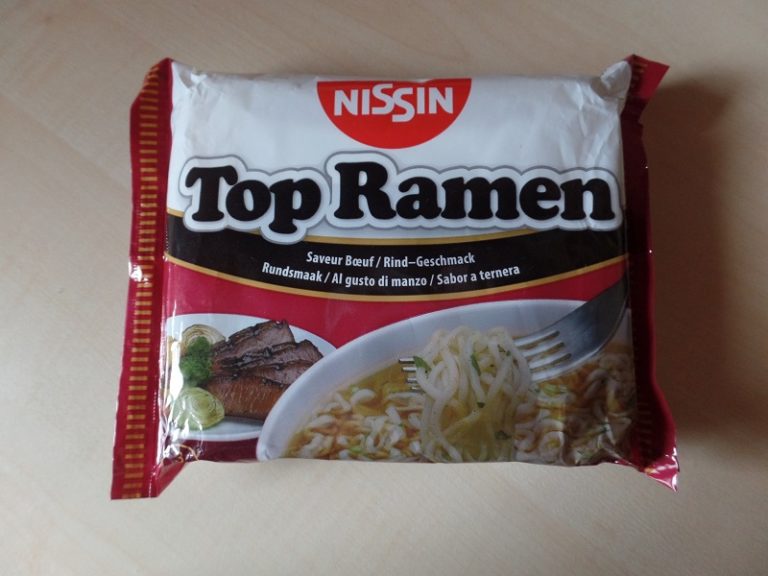 NISSIN
Top Ramen
Saveur Bœuf / Rind–Geschmack
Rundsmaak / Al gusto di manzo / Sabor a ternera